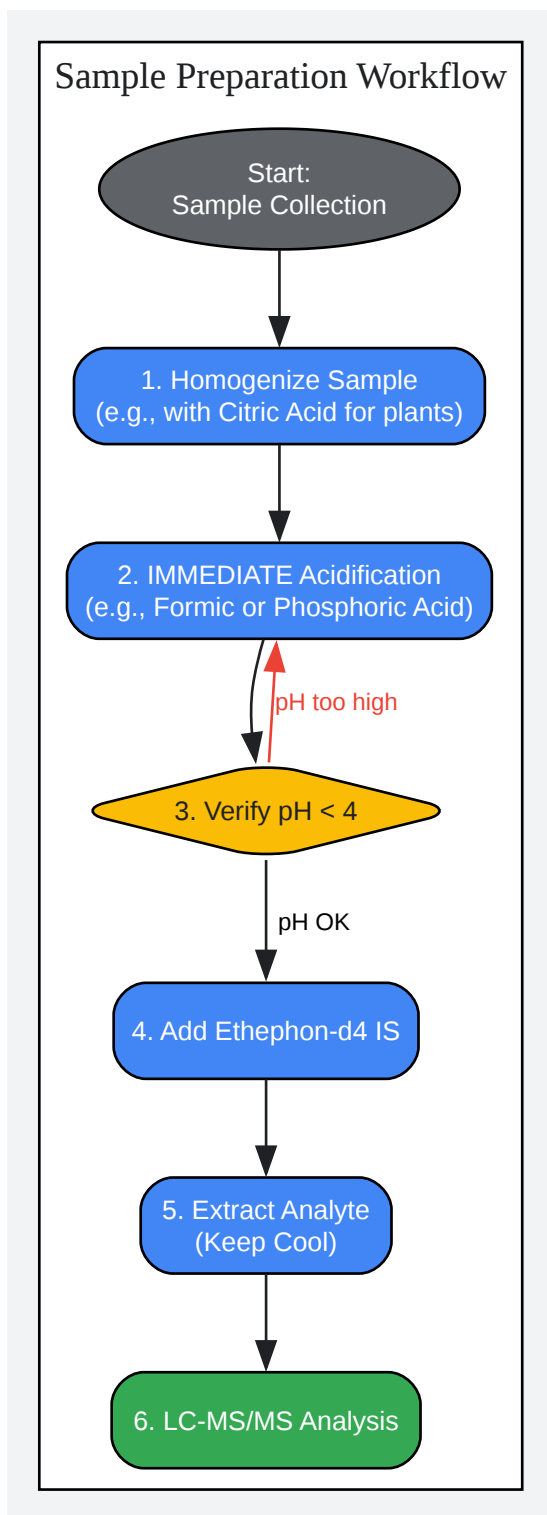 Sample Preparation Workflow
Start:
Sample Collection
1. Homogenize Sample
(e.g., with Citric Acid for plants)
2. IMMEDIATE Acidification
(e.g., Formic or Phosphoric Acid)
pH too high
3. Verify pH < 4
pH OK
4. Add Ethephon-d4 IS
5. Extract Analyte
(Keep Cool)
6. LC-MS/MS Analysis